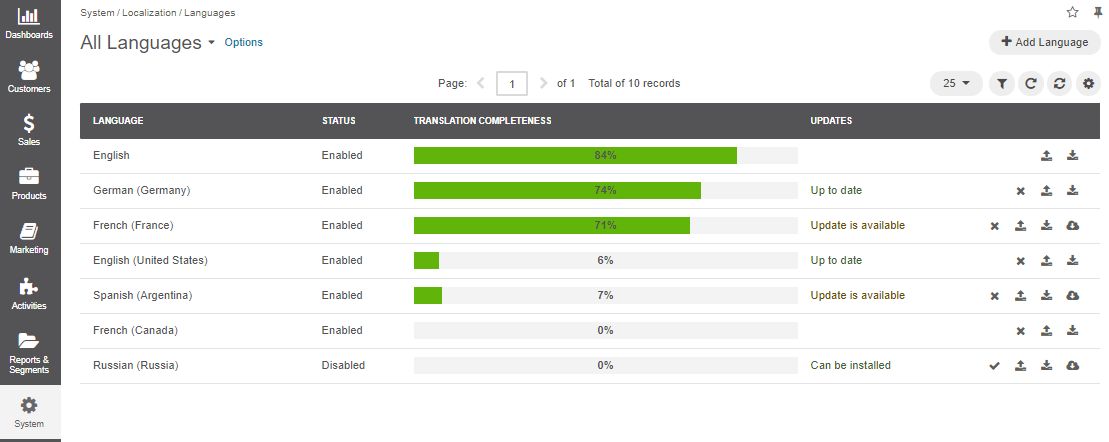 System / Localization / Languages
All Languages Options
+ Add Language
Page: 1 of 1 Total of 10 records 25
LANGUAGE STATUS TRANSLATION COMPLETENESS UPDATES
English Enabled 84%
German (Germany) Enabled 74% Up to date
French (France) Enabled 71% Update is available
English (United States) Enabled 6% Up to date
Spanish (Argentina) Enabled 7% Update is available
French (Canada) Enabled 0%
Russian (Russia) Disabled 0% Can be installed
Dashboards
Customers
Sales
Products
Marketing
Activities
Reports &
Segments
System